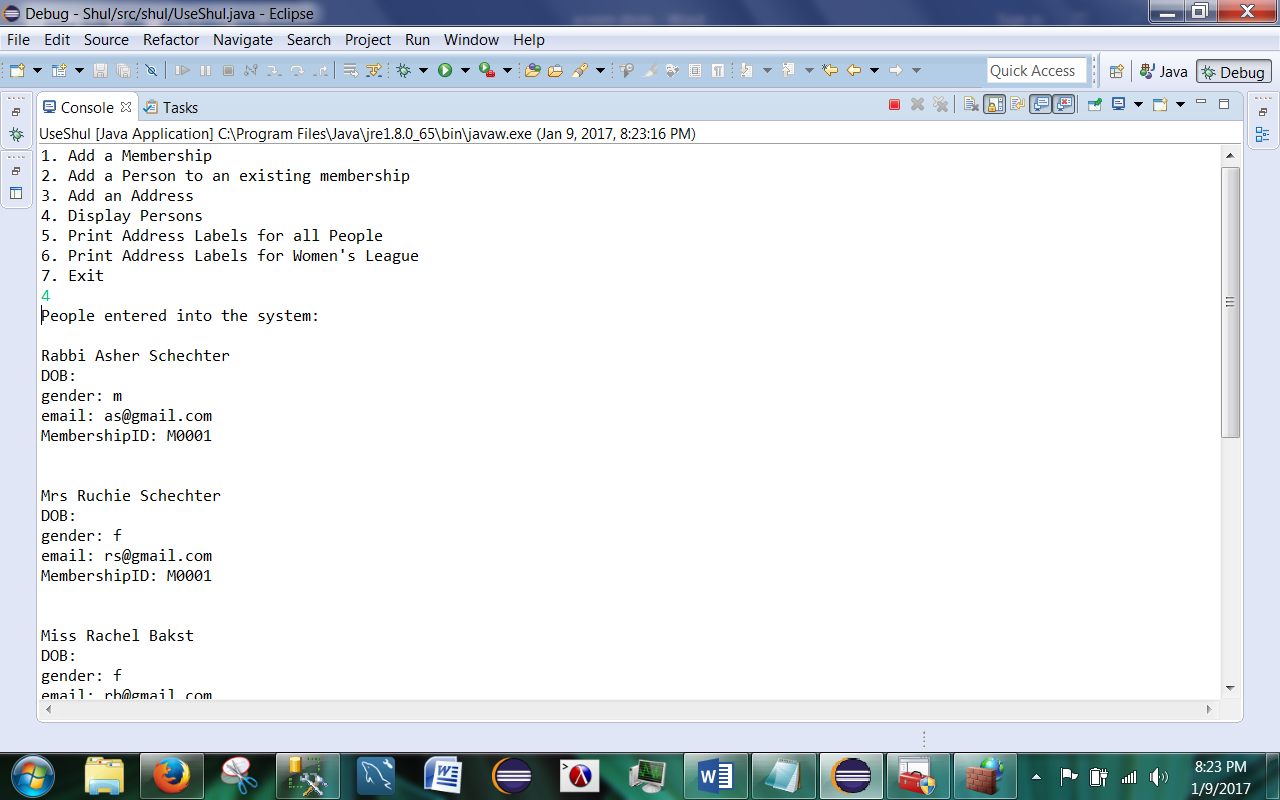 Debug - Shul/src/shul/UseShul.java - Eclipse
File Edit Source Refactor Navigate Search Project Run Window Help
Quick Access
Java
Debug
Console
Tasks
UseShul [Java Application] C:\Program Files\Java\jre1.8.0_65\bin\javaw.exe (Jan 9, 2017, 8:23:16 PM)
1. Add a Membership
2. Add a Person to an existing membership
3. Add an Address
4. Display Persons
5. Print Address Labels for all People
6. Print Address Labels for Women's League
7. Exit
4
People entered into the system:
Rabbi Asher Schechter
DOB:
gender: m
email: as@gmail.com
MembershipID: M0001
Mrs Ruchie Schechter
DOB:
gender: f
email: rs@gmail.com
MembershipID: M0001
Miss Rachel Bakst
DOB:
gender: f
email: rb@gmail.com
8:23 PM
1/9/2017